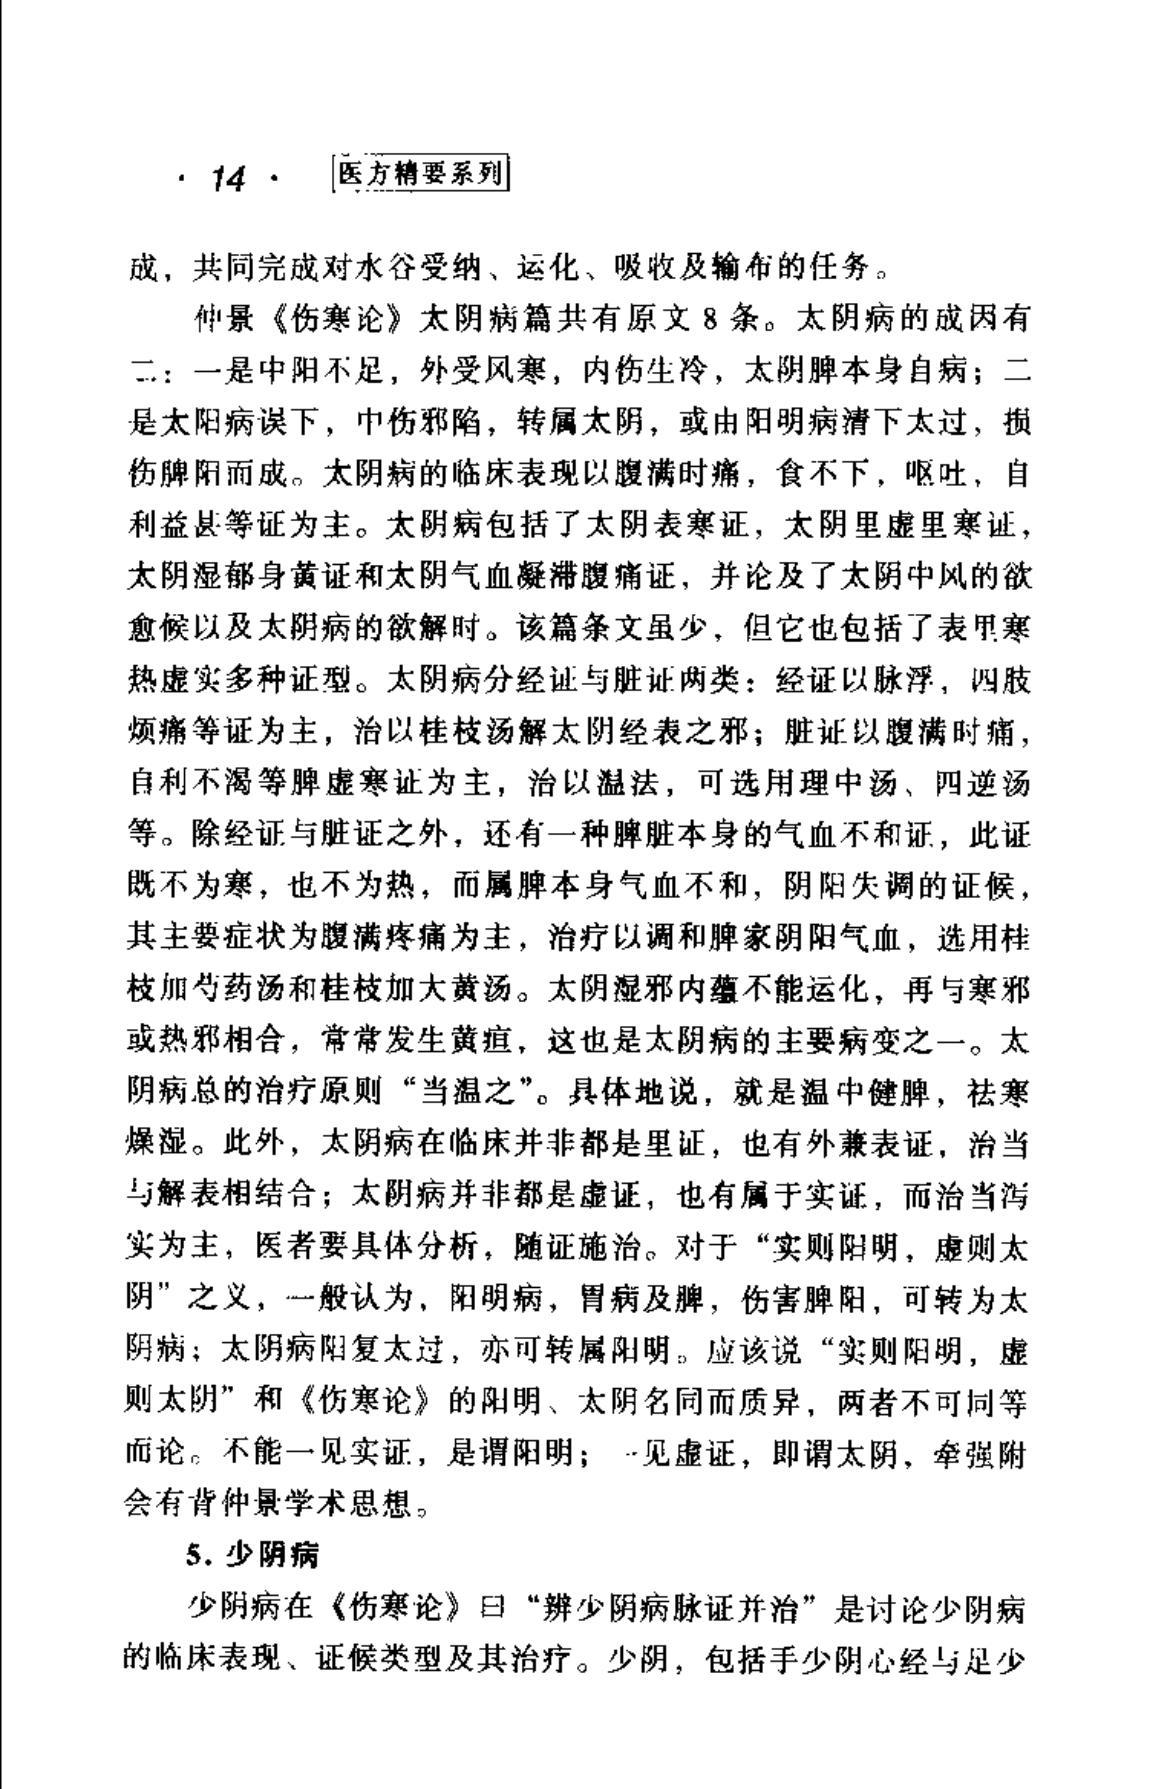 · 14 ·
医方精要系列
成，共同完成对水谷受纳、运化、吸收及输布的任务。
仲景《伤寒论》太阴病篇共有原文 8 条。太阴病的成因有
二：一是中阳不足，外受风寒，内伤生冷，太阴脾本身自病；二
是太阳病误下，中伤邪陷，转属太阴，或由阳明病清下太过，损
伤脾阳而成。太阴病的临床表现以腹满时痛，食不下，呕吐，自
利益甚等证为主。太阴病包括了太阴表寒证，太阴里虚里寒证，
太阴湿郁身黄证和太阴气血凝滞腹痛证，并论及了太阴中风的欲
愈候以及太阴病的欲解时。该篇条文虽少，但它也包括了表里寒
热虚实多种证型。太阴病分经证与脏证两类：经证以脉浮，四肢
烦痛等证为主，治以桂枝汤解太阴经表之邪；脏证以腹满时痛，
自利不渴等脾虚寒证为主，治以温法，可选用理中汤、四逆汤
等。除经证与脏证之外，还有一种脾脏本身的气血不和证，此证
既不为寒，也不为热，而属脾本身气血不和，阴阳失调的证候，
其主要症状为腹满疼痛为主，治疗以调和脾家阴阳气血，选用桂
枝加芍药汤和桂枝加大黄汤。太阴湿邪内蕴不能运化，再与寒邪
或热邪相合，常常发生黄疸，这也是太阴病的主要病变之一。太
阴病总的治疗原则“当温之”。具体地说，就是温中健脾，祛寒
燥湿。此外，太阴病在临床并非都是里证，也有外兼表证，治当
与解表相结合；太阴病并非都是虚证，也有属于实证，而治当泻
实为主，医者要具体分析，随证施治。对于“实则阳明，虚则太
阴”之义，一般认为，阳明病，胃病及脾，伤害脾阳，可转为太
阴病；太阴病阳复太过，亦可转属阳明。应该说“实则阳明，虚
则太阴”和《伤寒论》的阳明、太阴名同而质异，两者不可同等
而论。不能一见实证，是谓阳明；一见虚证，即谓太阴，牵强附
会有背仲景学术思想。
5. 少阴病
少阴病在《伤寒论》曰“辨少阴病脉证并治”是讨论少阴病
的临床表现、证候类型及其治疗。少阴，包括手少阴心经与足少